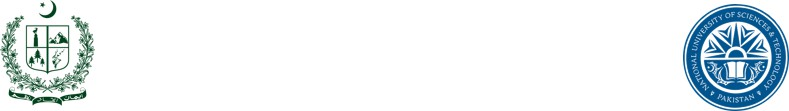 NATIONAL UNIVERSITY OF SCIENCES & TECHNOLOGY
PAKISTAN